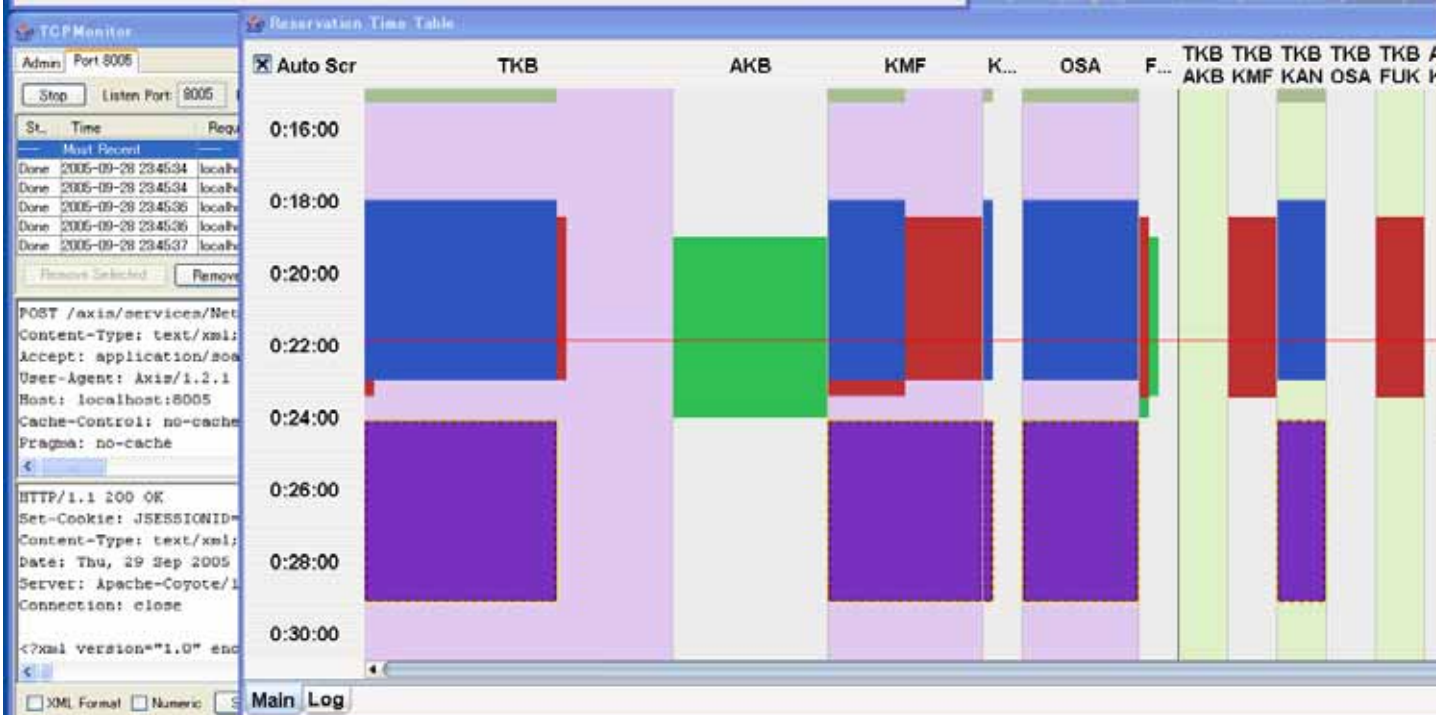 TCPMonitor
Admin Port 8005
Stop Listen Port: 8005
St... Time Requ
Most Recent
Done 2005-09-28 23:45:34 localh
Done 2005-09-28 23:45:34 localh
Done 2005-09-28 23:45:36 localh
Done 2005-09-28 23:45:36 localh
Done 2005-09-28 23:45:37 localh
Remove Selected Remove
POST /axis/services/Net
Content-Type: text/xml;
Accept: application/soa
User-Agent: Axis/1.2.1
Host: localhost:8005
Cache-Control: no-cache
Pragma: no-cache
HTTP/1.1 200 OK
Set-Cookie: JSESSIONID=
Content-Type: text/xml;
Date: Thu, 29 Sep 2005
Server: Apache-Coyote/1
Connection: close
<?xml version="1.0" enc
XML Format Numeric S
Reservation Time Table
Auto Scr TKB AKB KMF K... OSA F... TKB TKB TKB TKB TKB A
AKB KMF KAN OSA FUK K
0:16:00
0:18:00
0:20:00
0:22:00
0:24:00
0:26:00
0:28:00
0:30:00
Main Log